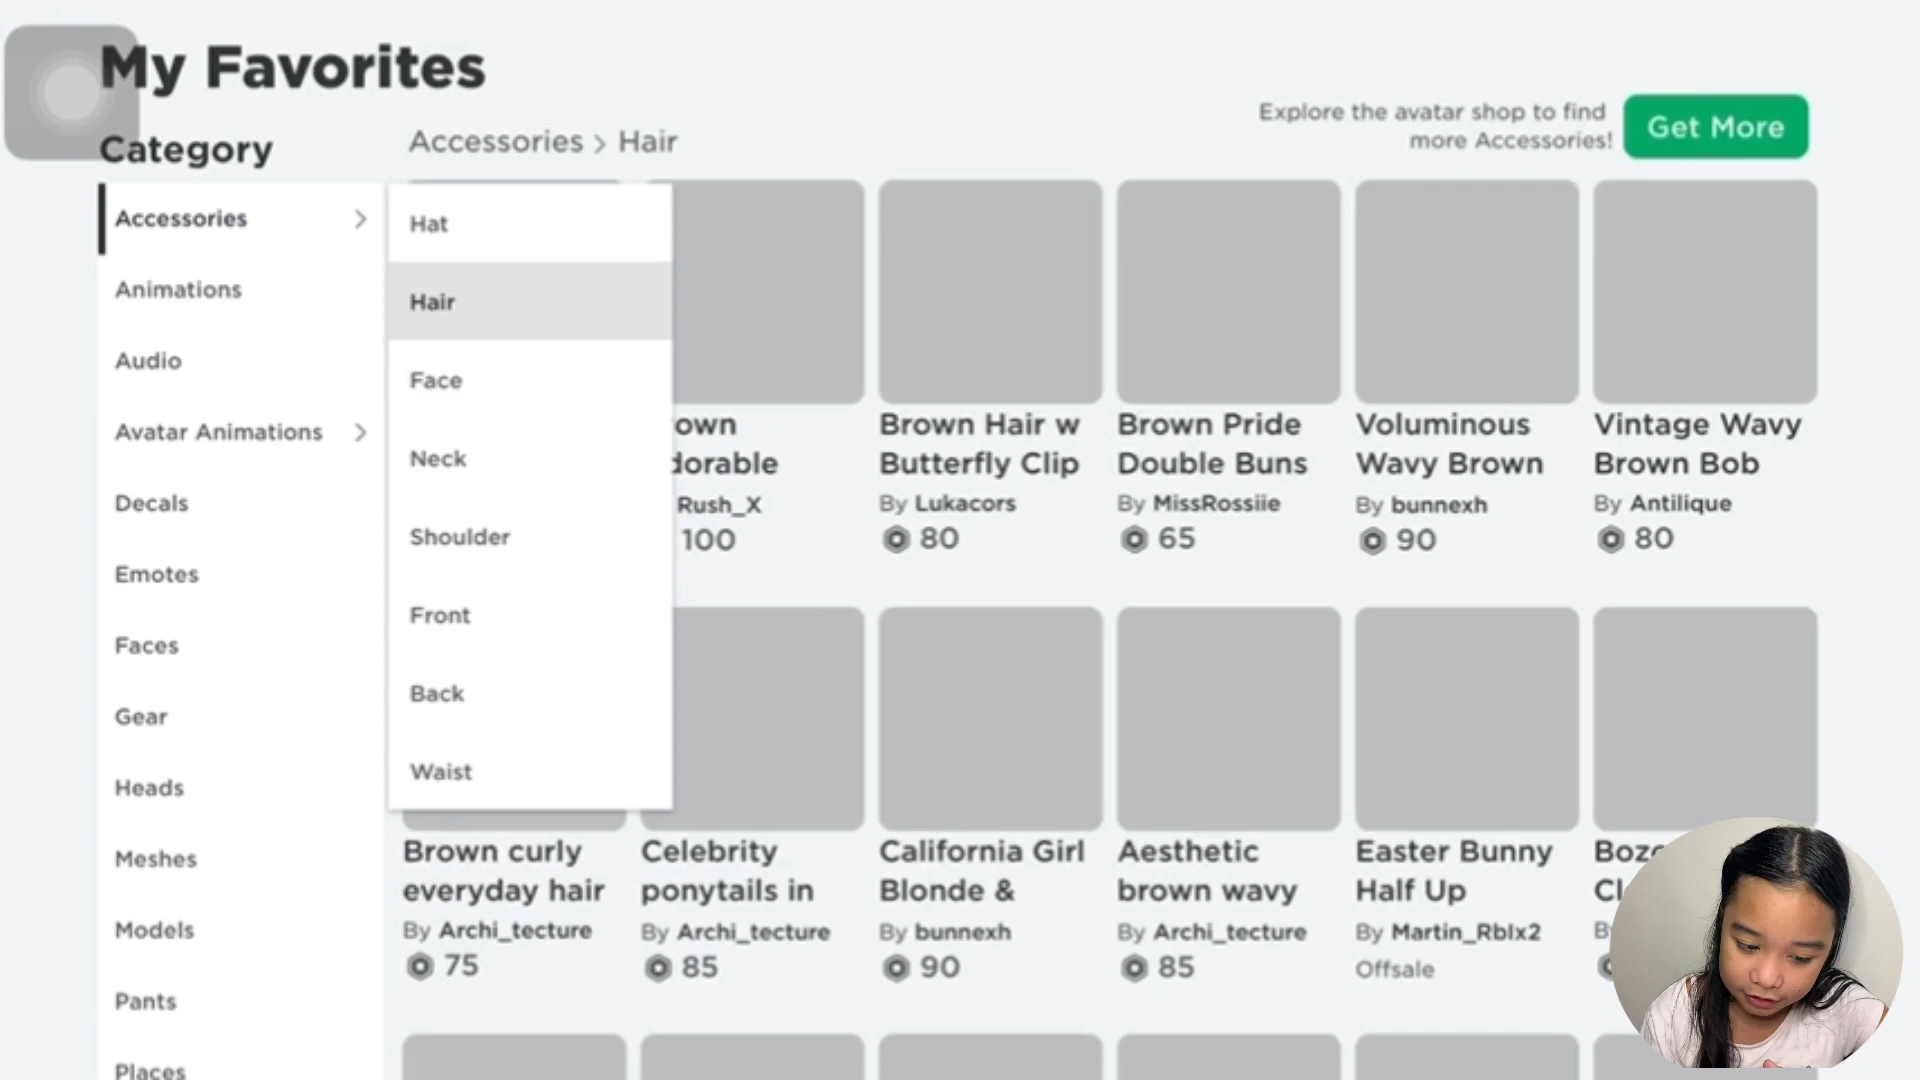 My Favorites
Category
Accessories > Hair
Explore the avatar shop to find
more Accessories!
Get More
Accessories
Animations
Audio
Avatar Animations
Decals
Emotes
Faces
Gear
Heads
Meshes
Models
Pants
Places
Hat
Hair
Face
Neck
Shoulder
Front
Back
Waist
Rush_X
100
Brown Hair w
Butterfly Clip
By Lukacors
80
Brown Pride
Double Buns
By MissRossiie
65
Voluminous
Wavy Brown
By bunnexh
90
Vintage Wavy
Brown Bob
By Antilique
80
Brown curly
everyday hair
By Archi_tecture
75
Celebrity
ponytails in
By Archi_tecture
85
California Girl
Blonde &
By bunnexh
90
Aesthetic
brown wavy
By Archi_tecture
85
Easter Bunny
Half Up
By Martin_Rblx2
Offsale